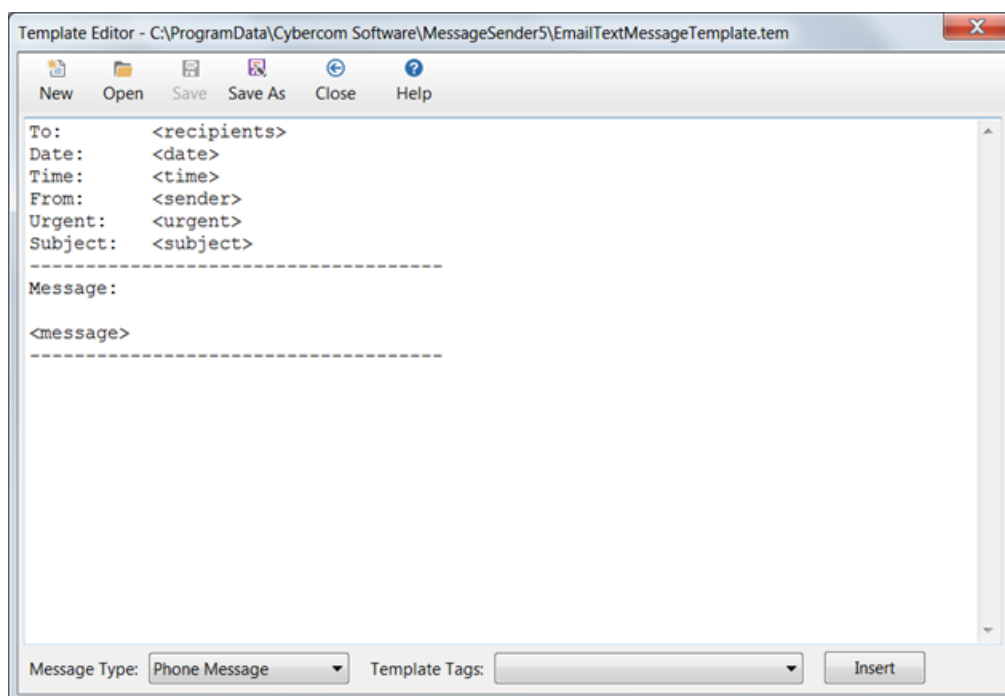 Template Editor - C:\ProgramData\Cybercom Software\MessageSender5\EmailTextMessageTemplate.tem
New Open Save Save As Close Help
To: <recipients>
Date: <date>
Time: <time>
From: <sender>
Urgent: <urgent>
Subject: <subject>
-------------------------------------
Message:
<message>
-------------------------------------
Message Type: Phone Message Template Tags: Insert